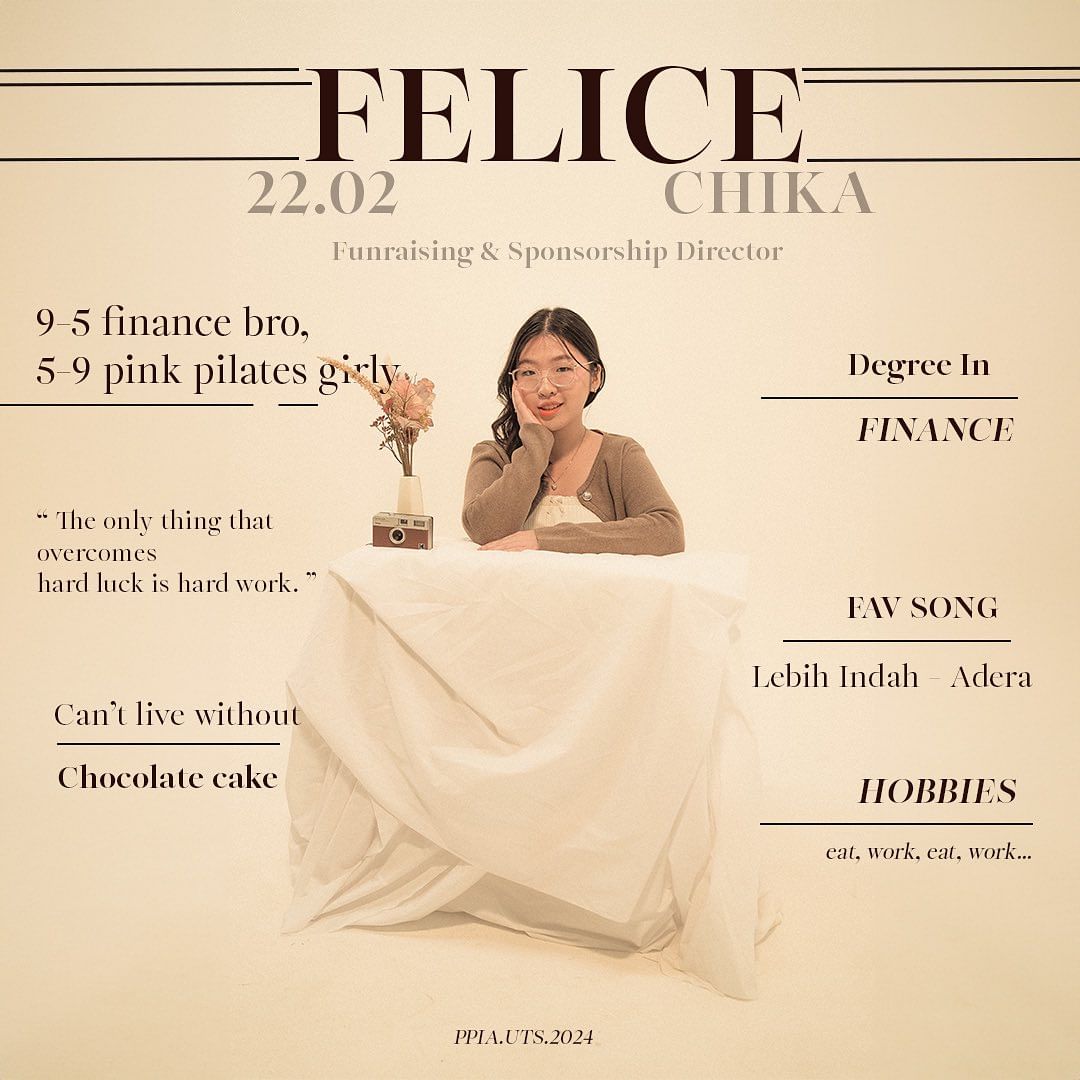 FELICE
22.02
CHIKA
Funraising & Sponsorship Director
9-5 finance bro,
5-9 pink pilates girly
Degree In
FINANCE
“ The only thing that
overcomes
hard luck is hard work. ”
FAV SONG
Lebih Indah - Adera
Can’t live without
Chocolate cake
HOBBIES
eat, work, eat, work...
PPIA.UTS.2024